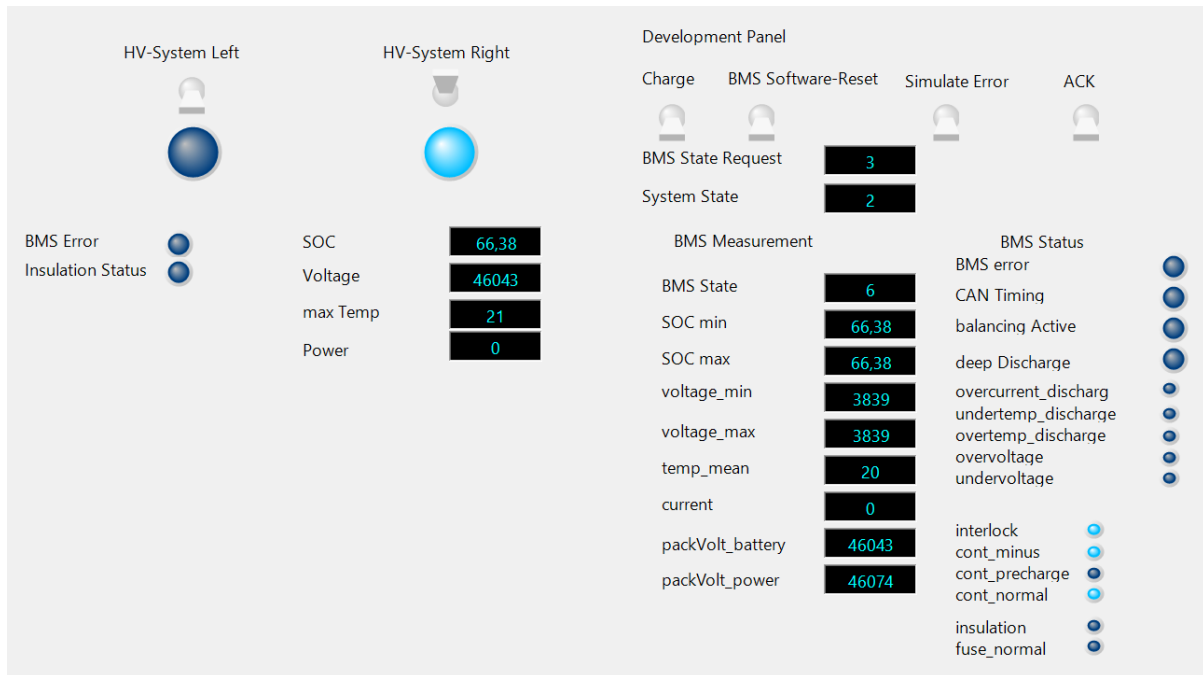 HV-System Left
HV-System Right
BMS Error
Insulation Status
SOC 66,38
Voltage 46043
max Temp 21
Power 0
Development Panel
Charge
BMS Software-Reset
Simulate Error
ACK
BMS State Request 3
System State 2
BMS Measurement
BMS State 6
SOC min 66,38
SOC max 66,38
voltage_min 3839
voltage_max 3839
temp_mean 20
current 0
packVolt_battery 46043
packVolt_power 46074
BMS Status
BMS error
CAN Timing
balancing Active
deep Discharge
overcurrent_discharg
undertemp_discharge
overtemp_discharge
overvoltage
undervoltage
interlock
cont_minus
cont_precharge
cont_normal
insulation
fuse_normal